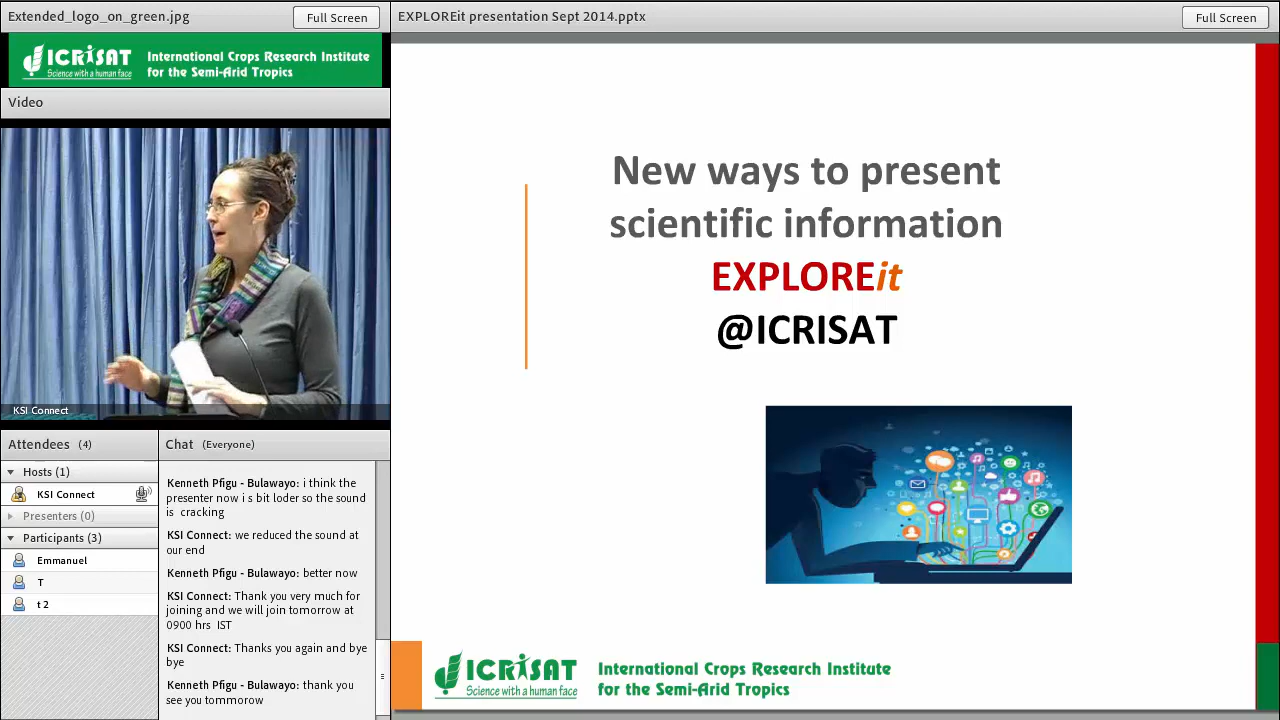 Extended_logo_on_green.jpg
Full Screen
ICRISAT
Science with a human face
International Crops Research Institute
for the Semi-Arid Tropics
Video
KSI Connect
Attendees (4)
Hosts (1)
KSI Connect
Presenters (0)
Participants (3)
Emmanuel
T
t 2
Chat (Everyone)
Kenneth Pfigu - Bulawayo: i think the
presenter now i s bit loder so the sound
is cracking
KSI Connect: we reduced the sound at
our end
Kenneth Pfigu - Bulawayo: better now
KSI Connect: Thank you very much for
joining and we will join tomorrow at
0900 hrs IST
KSI Connect: Thanks you again and bye
bye
Kenneth Pfigu - Bulawayo: thank you
see you tommorow
EXPLOREit presentation Sept 2014.pptx
Full Screen
New ways to present
scientific information
EXPLOREit
@ICRISAT
ICRISAT
Science with a human face
International Crops Research Institute
for the Semi-Arid Tropics